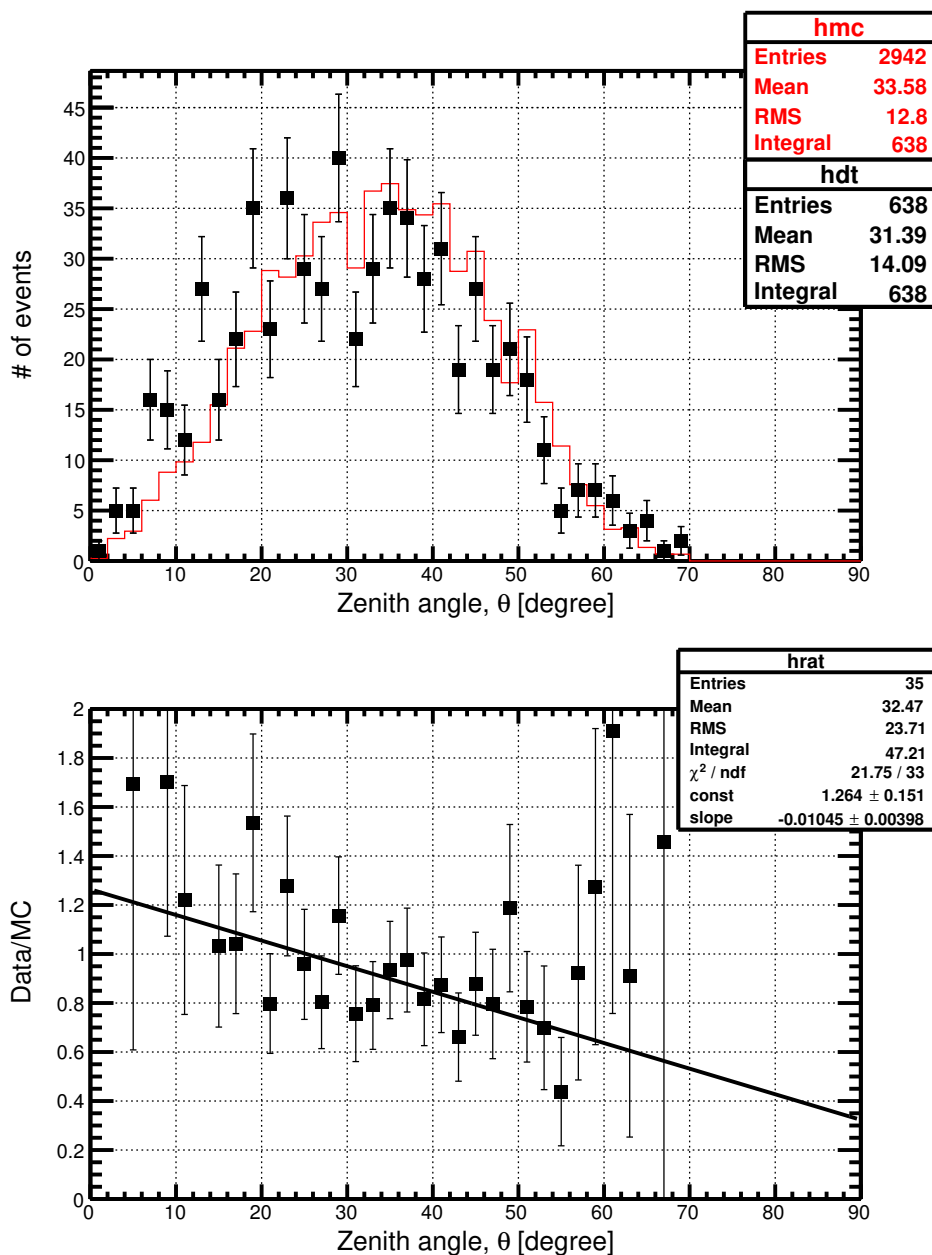 hmc
Entries 2942
Mean 33.58
RMS 12.8
Integral 638
hdt
Entries 638
Mean 31.39
RMS 14.09
Integral 638
# of events
45
40
35
30
25
20
15
10
5
0
0 10 20 30 40 50 60 70 80 90
Zenith angle, θ [degree]
hrat
Entries 35
Mean 32.47
RMS 23.71
Integral 47.21
χ² / ndf 21.75 / 33
const 1.264 ± 0.151
slope -0.01045 ± 0.00398
Data/MC
2
1.8
1.6
1.4
1.2
1
0.8
0.6
0.4
0.2
0
0 10 20 30 40 50 60 70 80 90
Zenith angle, θ [degree]